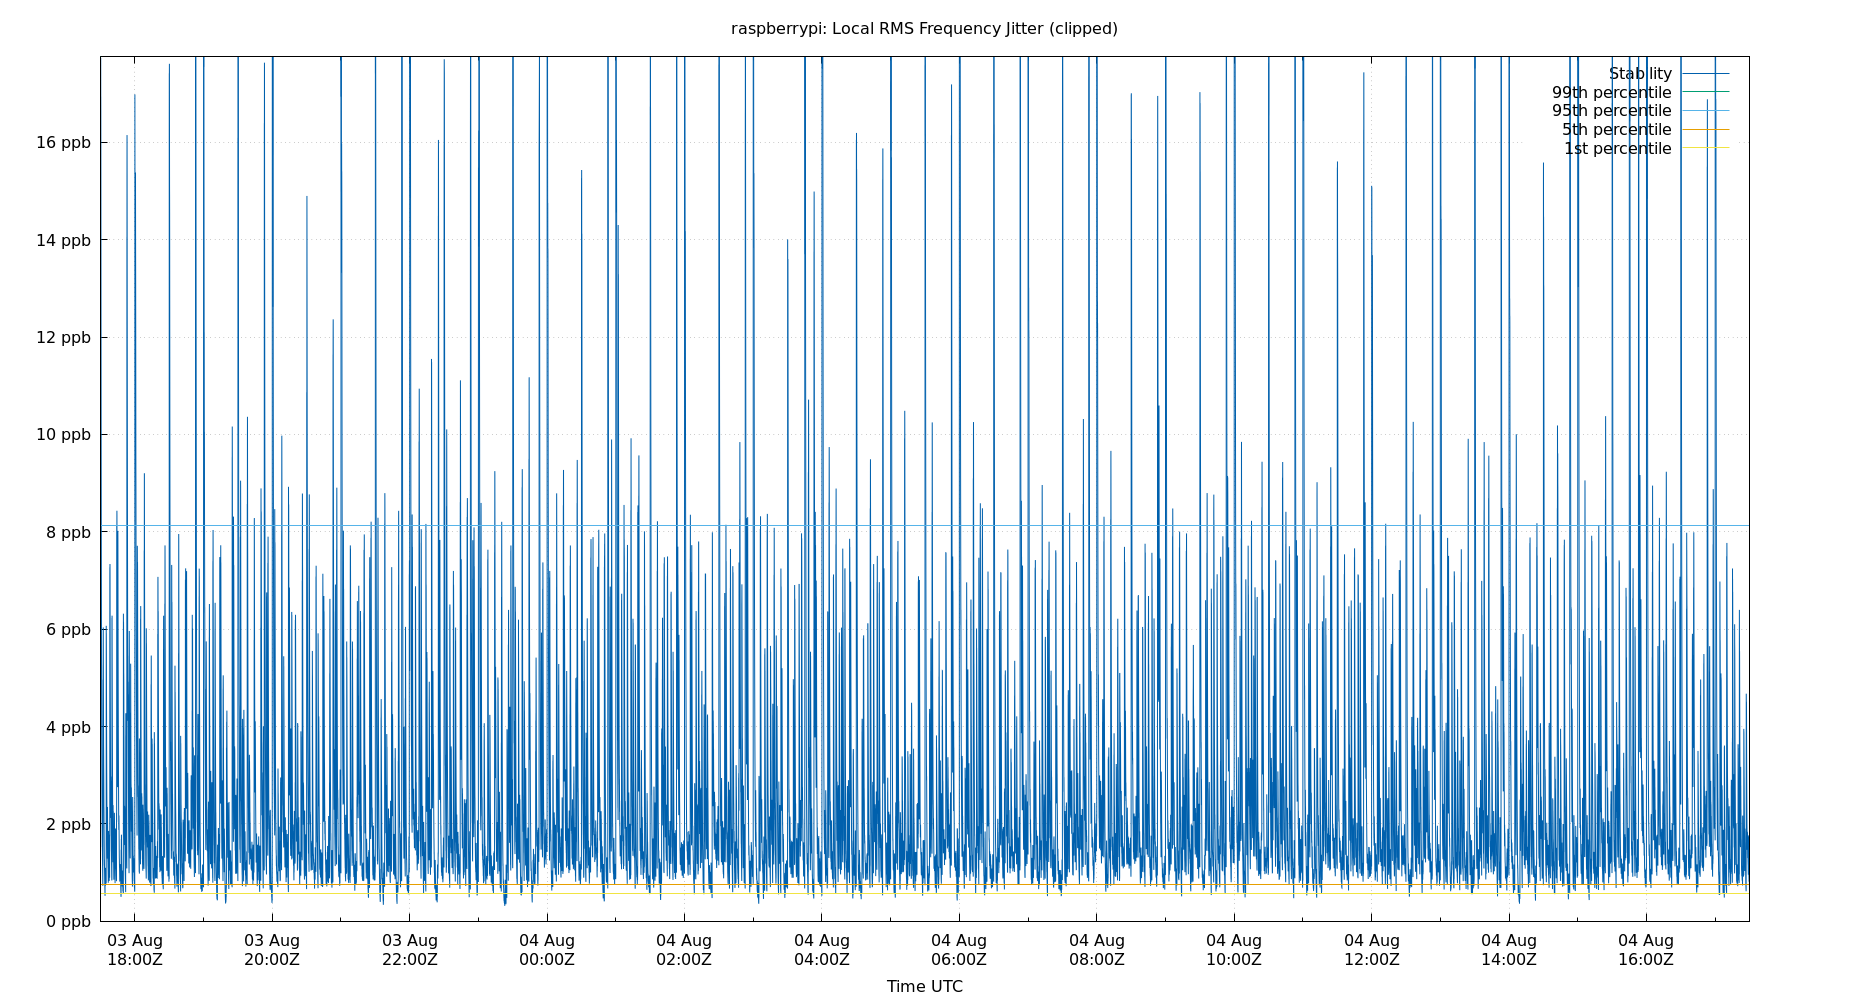 raspberrypi: Local RMS Frequency Jitter (clipped)
Stability
99th percentile
95th percentile
5th percentile
1st percentile
16 ppb
14 ppb
12 ppb
10 ppb
8 ppb
6 ppb
4 ppb
2 ppb
0 ppb
03 Aug 03 Aug 03 Aug 04 Aug 04 Aug 04 Aug 04 Aug 04 Aug 04 Aug 04 Aug 04 Aug 04 Aug
18:00Z 20:00Z 22:00Z 00:00Z 02:00Z 04:00Z 06:00Z 08:00Z 10:00Z 12:00Z 14:00Z 16:00Z
Time UTC